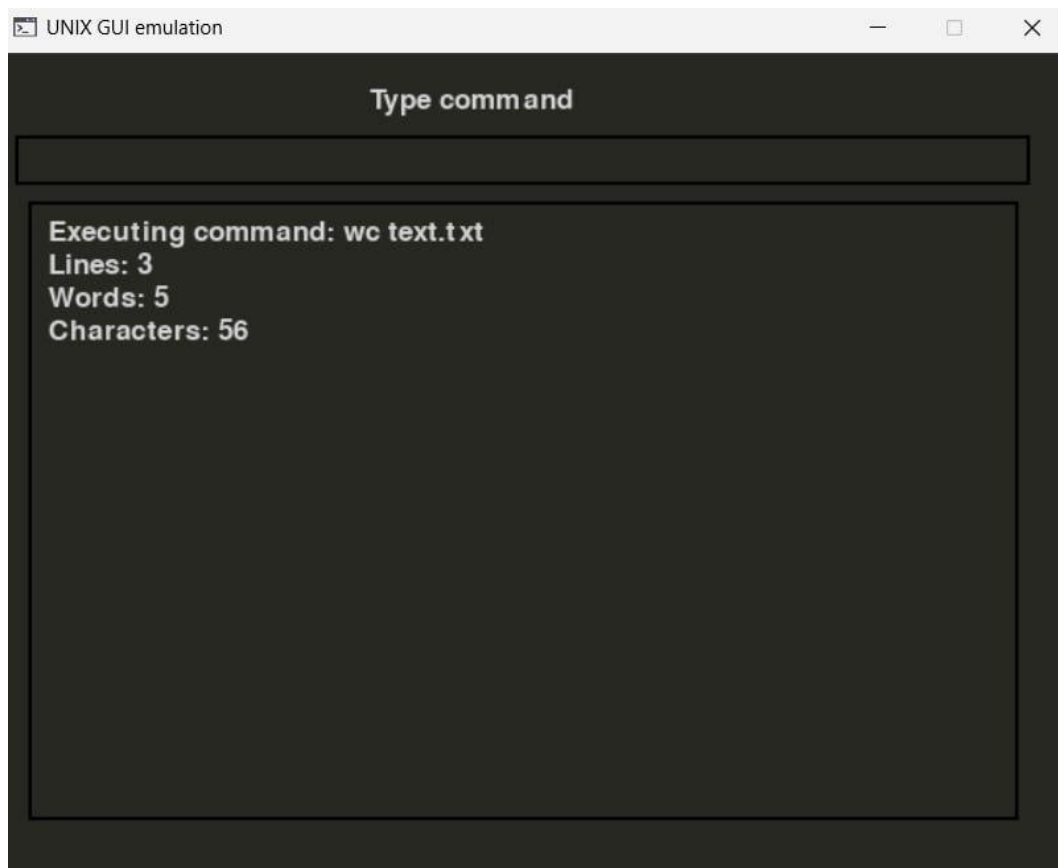 UNIX GUI emulation
Type command
Executing command: wc text.txt
Lines: 3
Words: 5
Characters: 56